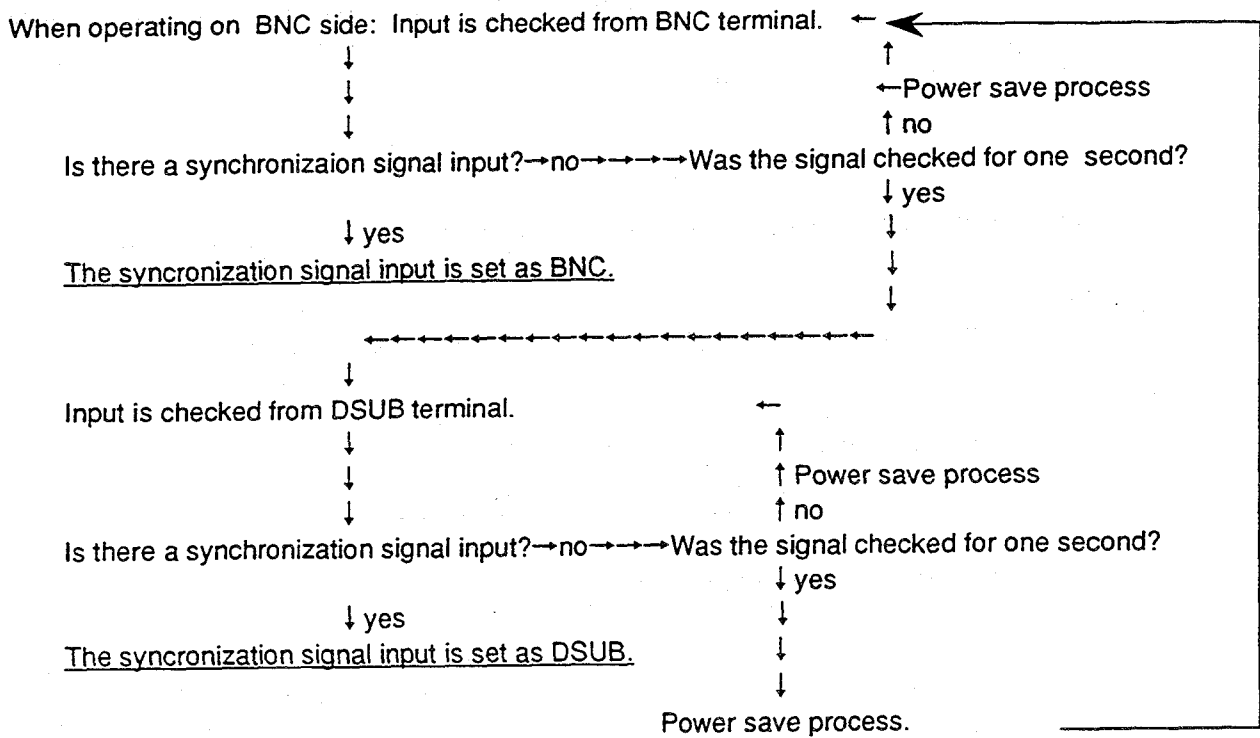 When operating on BNC side: Input is checked from BNC terminal. ←
↓ ↑
↓ ←Power save process
↓ ↑ no
Is there a synchronizaion signal input?→no→→→→Was the signal checked for one second?
↓ yes
↓ yes ↓
The syncronization signal input is set as BNC. ↓
↓
←←←←←←←←←←←←←←←←←←←
↓
Input is checked from DSUB terminal. ←
↓ ↑
↓ ↑ Power save process
↓ ↑ no
Is there a synchronization signal input?→no→→→Was the signal checked for one second?
↓ yes
↓ yes ↓
The syncronization signal input is set as DSUB. ↓
↓
Power save process.